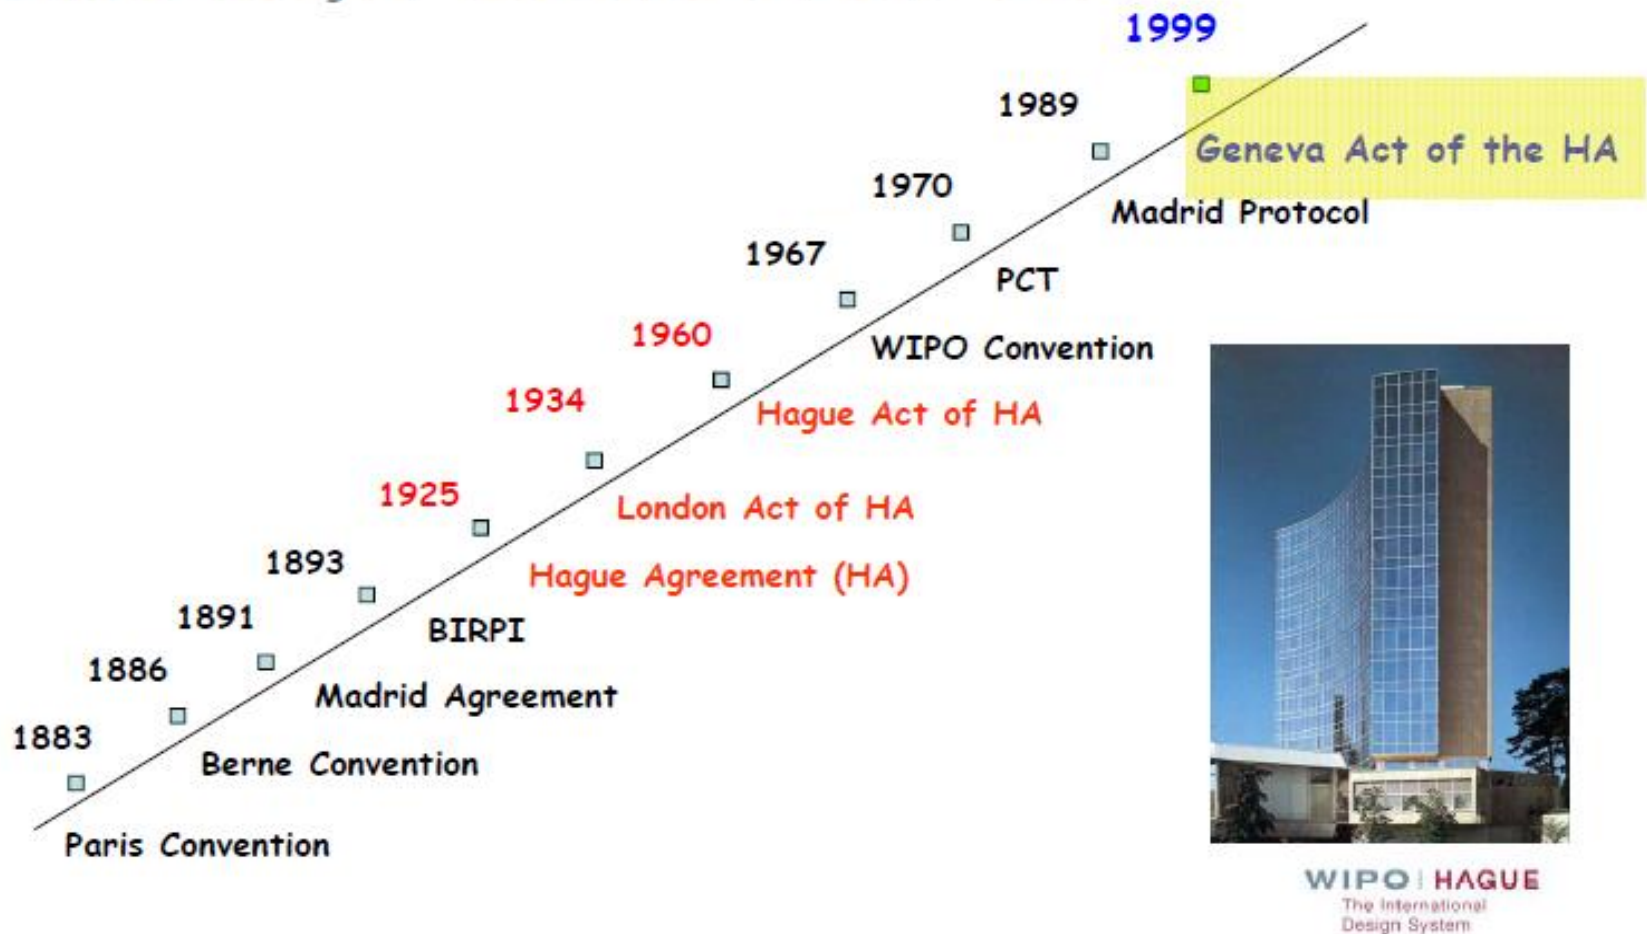 1999
Geneva Act of the HA
1989
Madrid Protocol
1970
PCT
1967
WIPO Convention
1960
Hague Act of HA
1934
London Act of HA
1925
Hague Agreement (HA)
1893
BIRPI
1891
Madrid Agreement
1886
Berne Convention
1883
Paris Convention
WIPO | HAGUE
The International
Design System